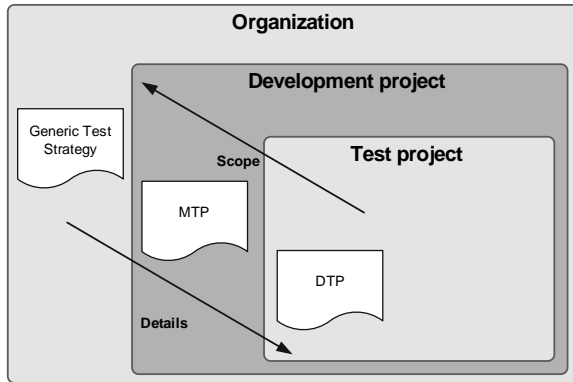 Organization
Development project
Generic Test
Strategy
Test project
Scope
MTP
DTP
Details